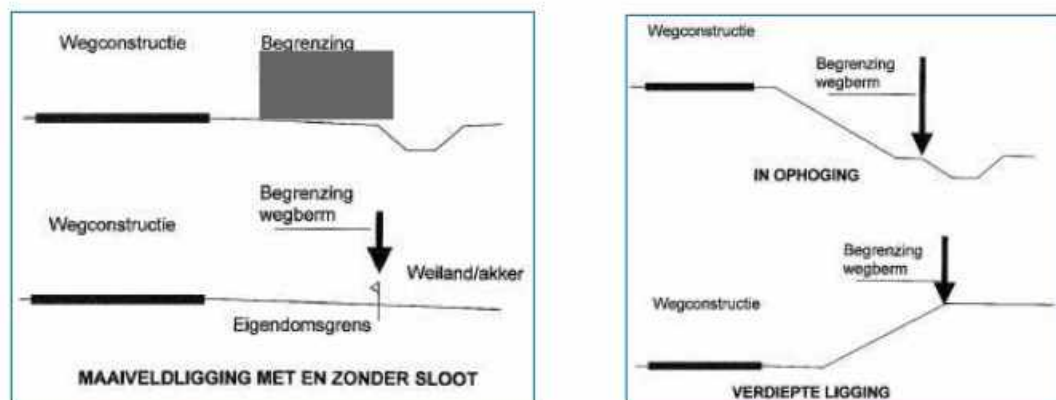 Wegconstructie
Begrenzing
Wegconstructie
Begrenzing
wegberm
Weiland/akker
Eigendomsgrens
MAAIVELDLIGGING MET EN ZONDER SLOOT
Wegconstructie
Begrenzing
wegberm
IN OPHOGING
Begrenzing
wegberm
Wegconstructie
VERDIEPTE LIGGING